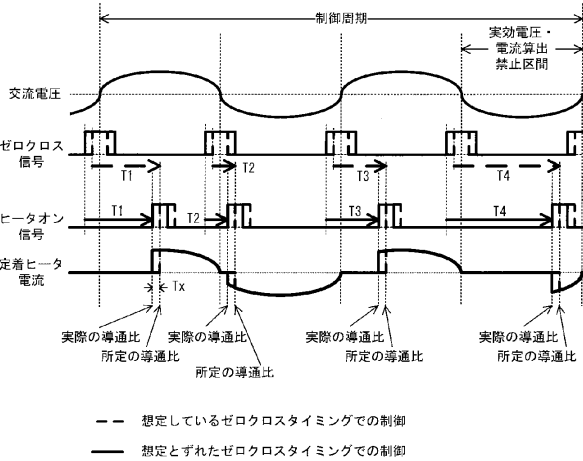 制御周期
実効電圧・
電流算出
禁止区間
交流電圧
ゼロクロス
信号
T1
T2
T3
T4
ヒータオン
信号
T1
T2
T3
T4
定着ヒータ
電流
Tx
実際の導通比
所定の導通比
実際の導通比
所定の導通比
実際の導通比
所定の導通比
実際の導通比
所定の導通比
想定しているゼロクロスタイミングでの制御
想定とずれたゼロクロスタイミングでの制御